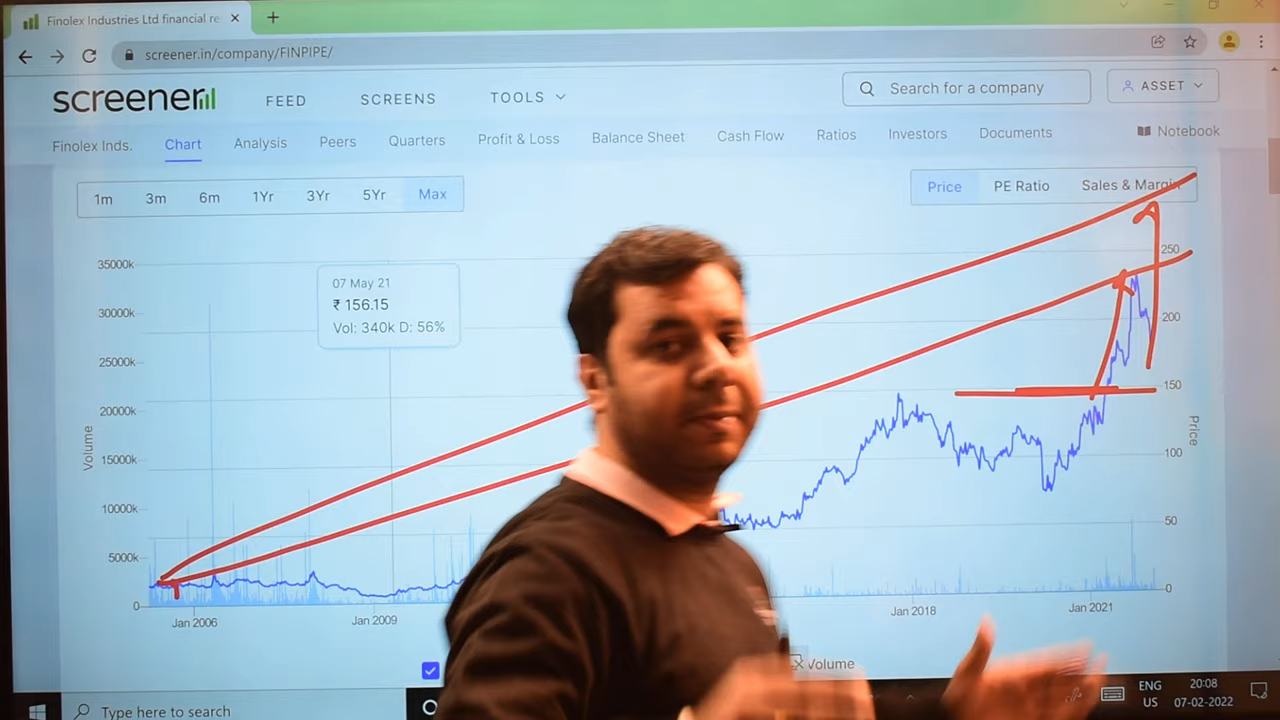 Finolex Industries Ltd financial re
screener.in/company/FINPIPE/
screener
FEED
SCREENS
TOOLS
Search for a company
ASSET
Finolex Inds.
Chart
Analysis
Peers
Quarters
Profit & Loss
Balance Sheet
Cash Flow
Ratios
Investors
Documents
Notebook
1m
3m
6m
1Yr
3Yr
5Yr
Max
Price
PE Ratio
Sales & Margin
35000k
30000k
25000k
20000k
15000k
10000k
5000k
0
Volume
07 May 21
₹ 156.15
Vol: 340k D: 56%
250
200
150
100
50
0
Price
Jan 2006
Jan 2009
Jan 2018
Jan 2021
Volume
Type here to search
ENG
US
20:08
07-02-2022